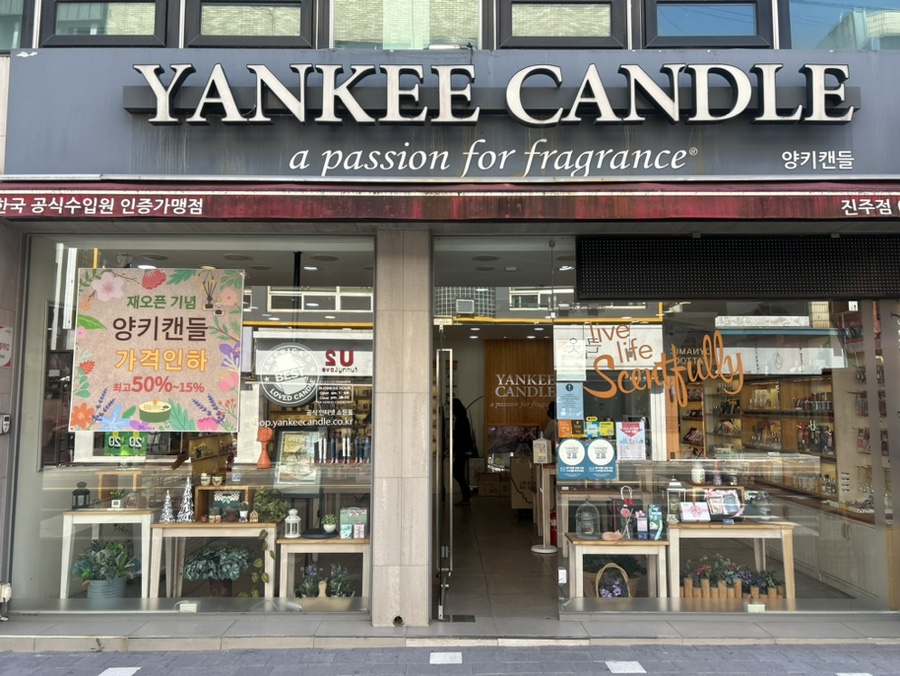 YANKEE CANDLE
a passion for fragrance®
양키캔들
한국 공식수입원 인증가맹점
진주점
재오픈 기념
양키캔들
가격인하
최고50%~15%
BEST
LOVED CANDLE
공식 인터넷 쇼핑몰
op.yankeecandle.co.kr
YANKEE
CANDLE
a passion for fragr
live
life
Scentfully